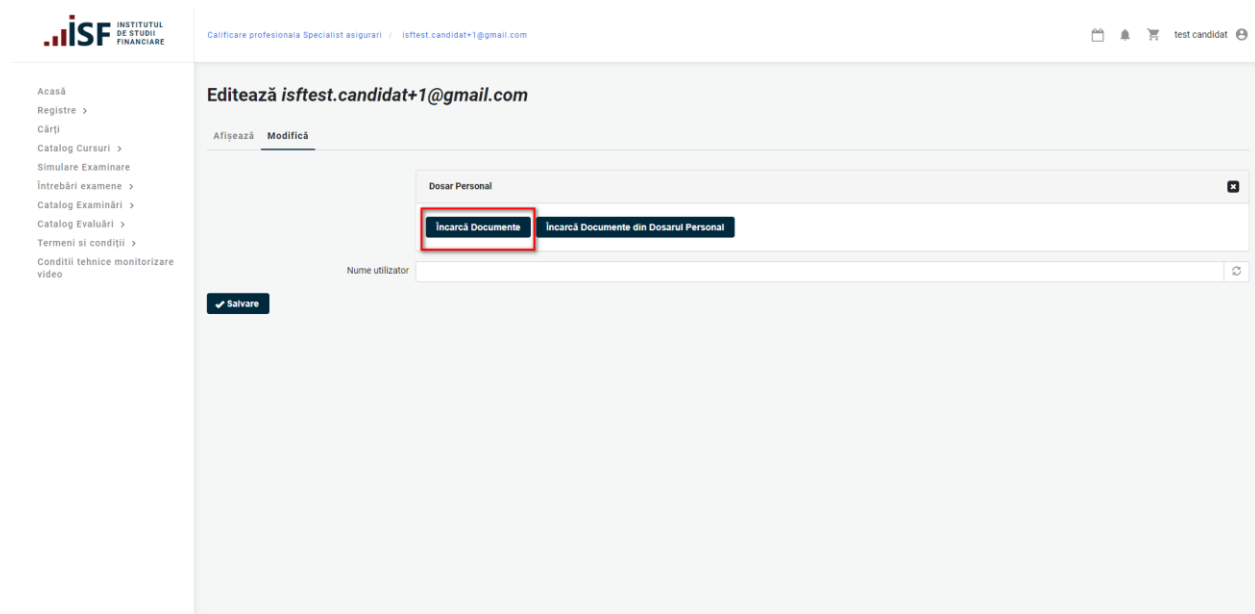 ISF INSTITUTUL
DE STUDII
FINANCIARE
Calificare profesionala Specialist asigurari / isftest.candidat+1@gmail.com
test candidat
Acasă
Registre >
Cărți
Catalog Cursuri >
Simulare Examinare
Întrebări examene >
Catalog Examinări >
Catalog Evaluări >
Termeni si condiții >
Conditii tehnice monitorizare
video
Editează isftest.candidat+1@gmail.com
Afișează Modifică
Dosar Personal
Încarcă Documente Încarcă Documente din Dosarul Personal
Nume utilizator
Salvare